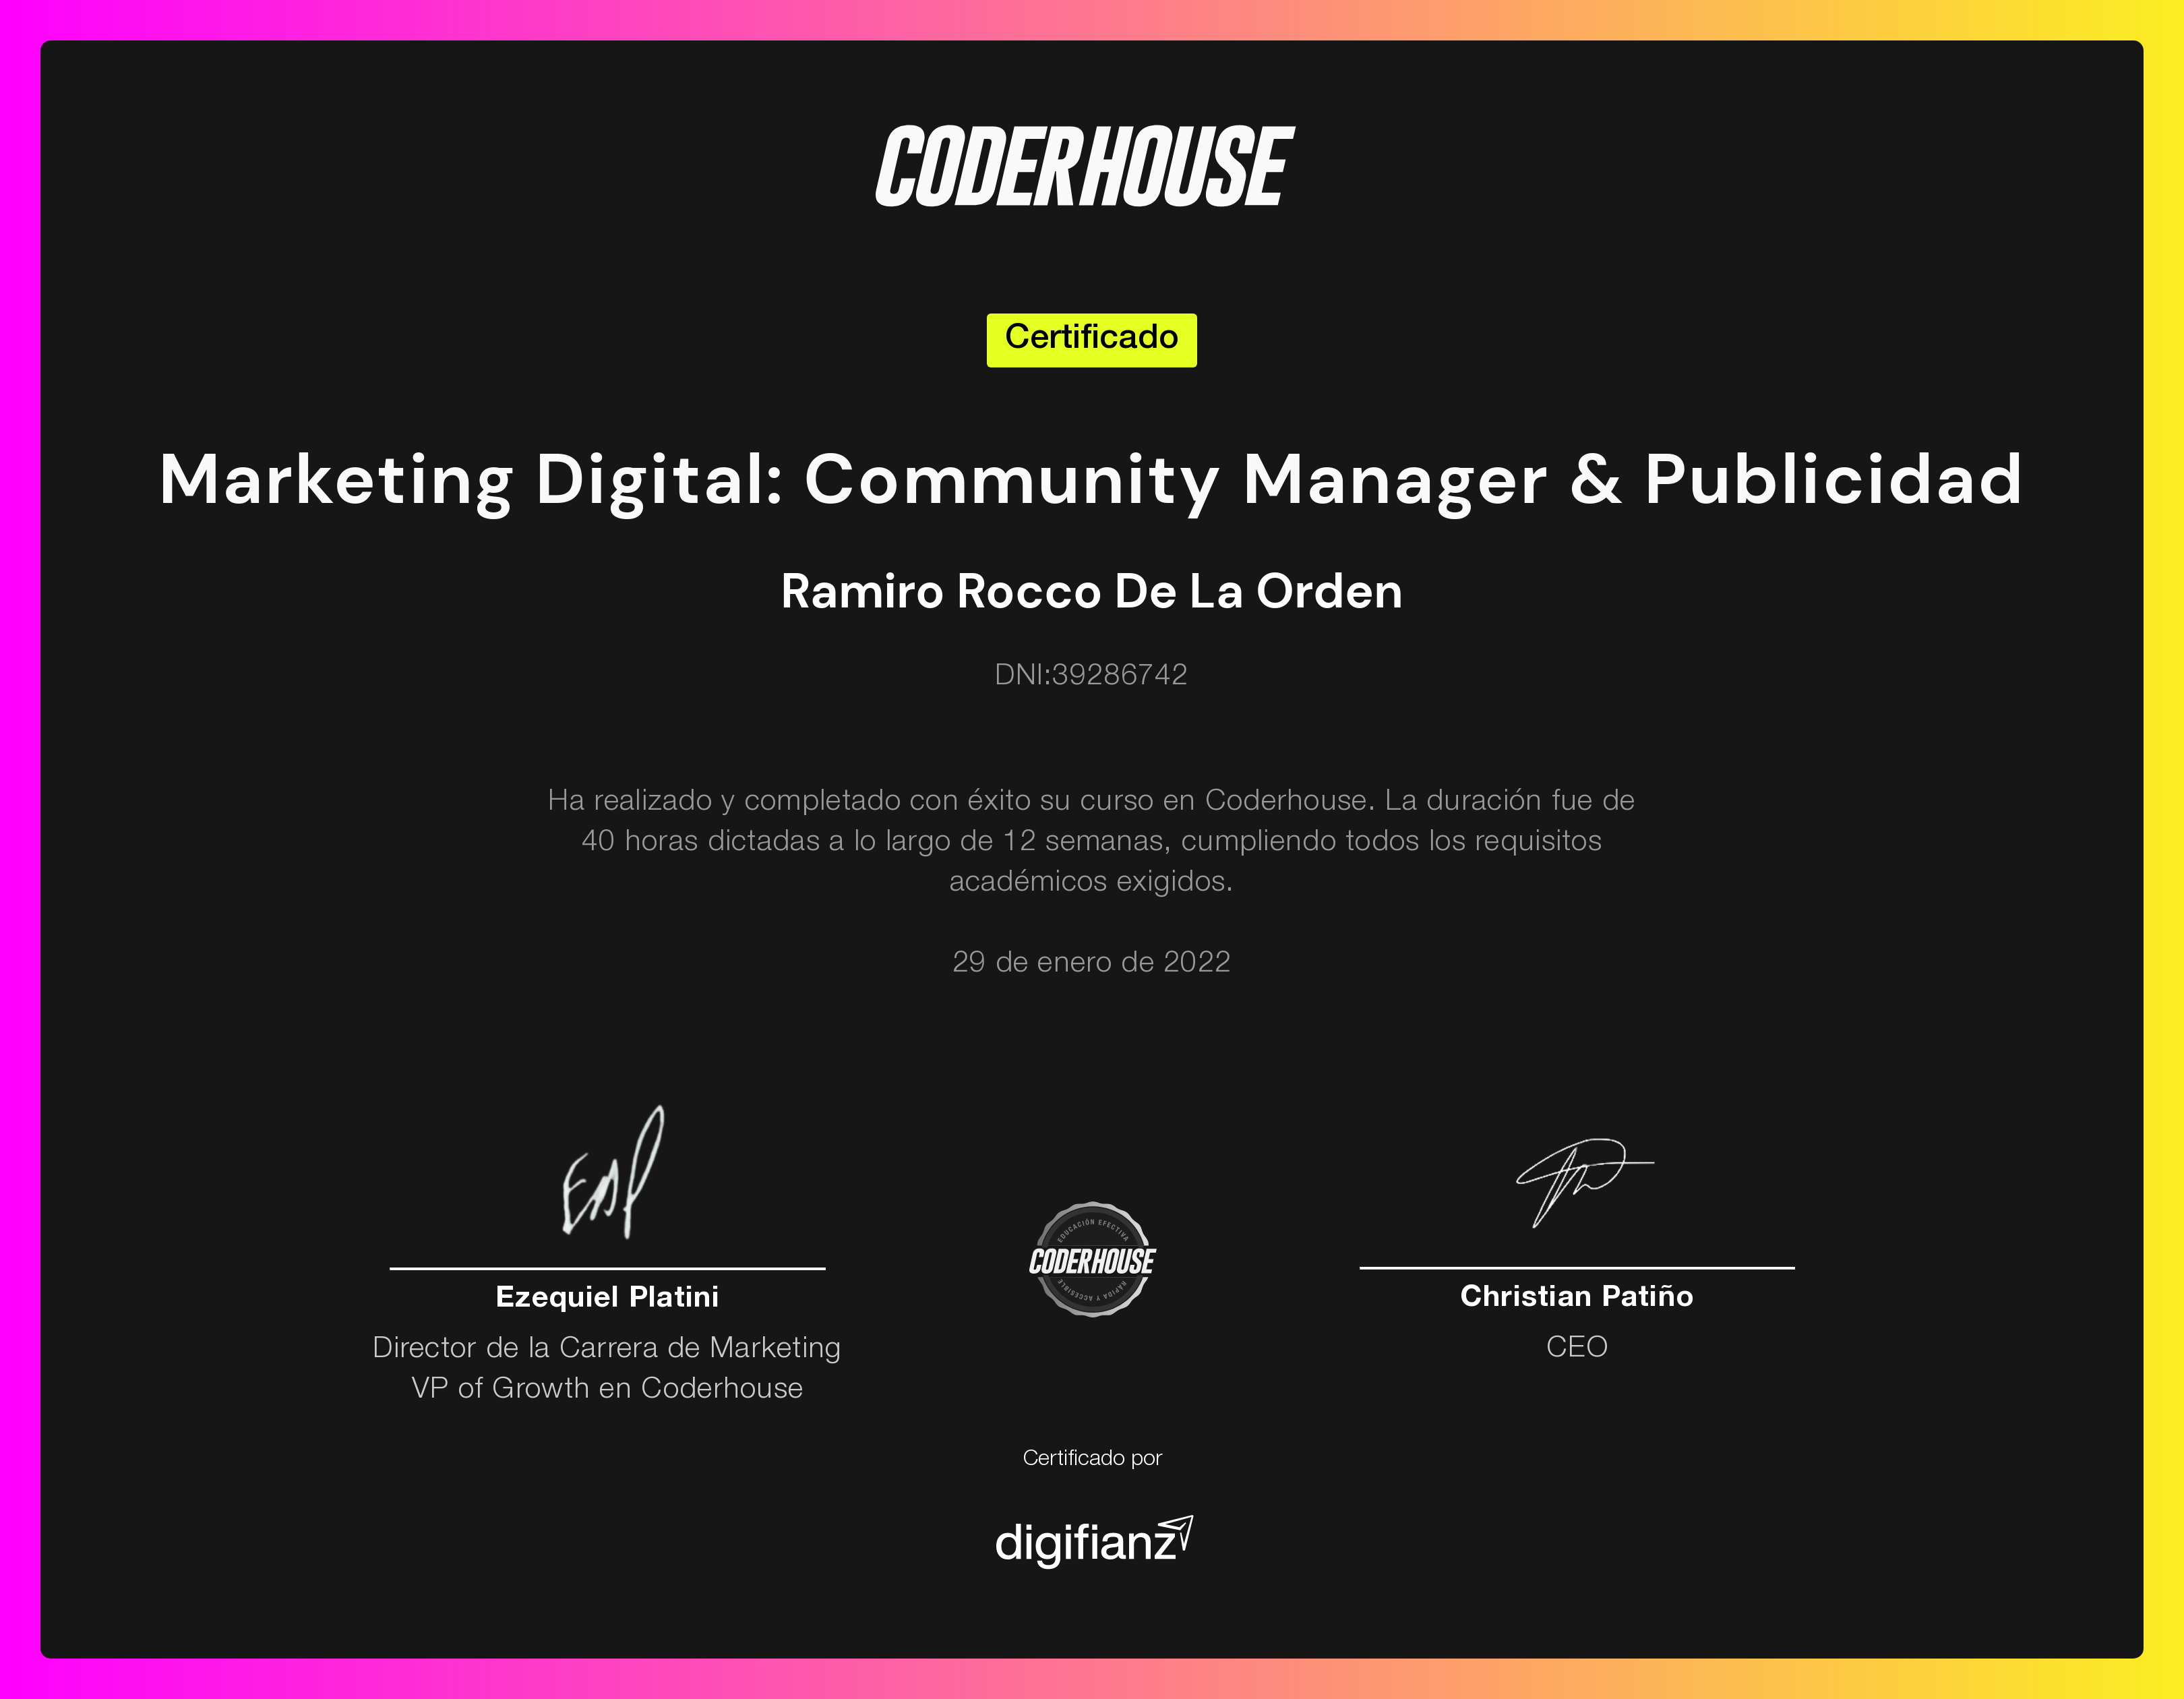 CODERHOUSE
Certificado
Marketing Digital: Community Manager & Publicidad
Ramiro Rocco De La Orden
DNI:39286742
Ha realizado y completado con éxito su curso en Coderhouse. La duración fue de
40 horas dictadas a lo largo de 12 semanas, cumpliendo todos los requisitos
académicos exigidos.
29 de enero de 2022
Ezequiel Platini
Director de la Carrera de Marketing
VP of Growth en Coderhouse
EDUCACIÓN EFECTIVA
CODERHOUSE
RÁPIDA Y ACCESIBLE
Christian Patiño
CEO
Certificado por
digifianz